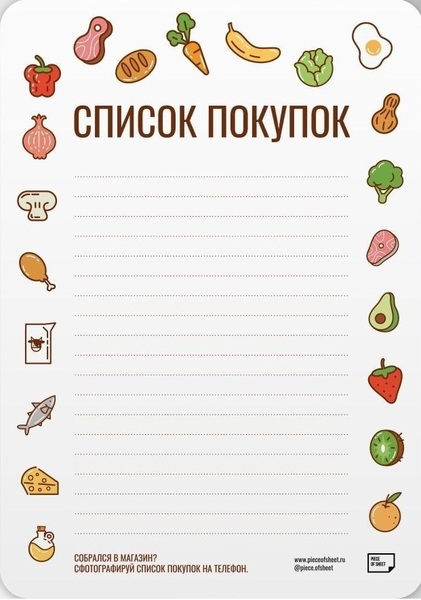 СПИСОК ПОКУПОК
СОБРАЛСЯ В МАГАЗИН?
СФОТОГРАФИРУЙ СПИСОК ПОКУПОК НА ТЕЛЕФОН.
www.pieceofsheet.ru
@piece.ofsheet
PIECE
OF SHEET